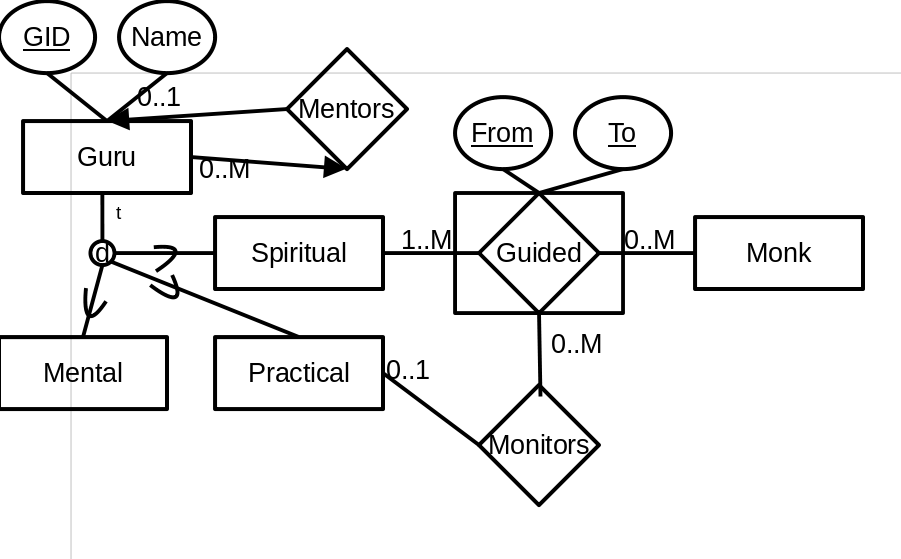 GID
Name
0..1
Mentors
Guru
0..M
From
To
t
d
Spiritual
1..M
Guided
0..M
Monk
0..M
Mental
Practical
0..1
Monitors